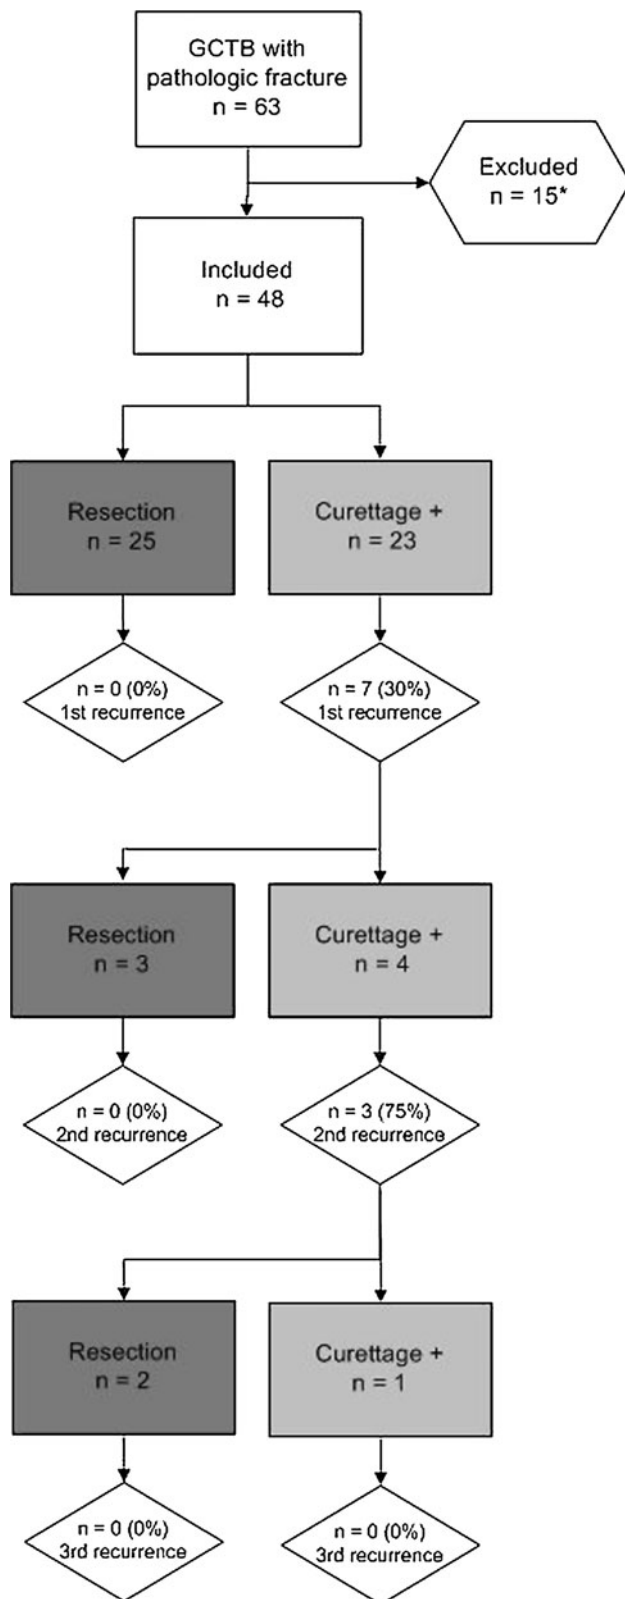 GCTB with
pathologic fracture
n = 63
Excluded
n = 15*
Included
n = 48
Resection
n = 25
Curettage +
n = 23
n = 0 (0%)
1st recurrence
n = 7 (30%)
1st recurrence
Resection
n = 3
Curettage +
n = 4
n = 0 (0%)
2nd recurrence
n = 3 (75%)
2nd recurrence
Resection
n = 2
Curettage +
n = 1
n = 0 (0%)
3rd recurrence
n = 0 (0%)
3rd recurrence